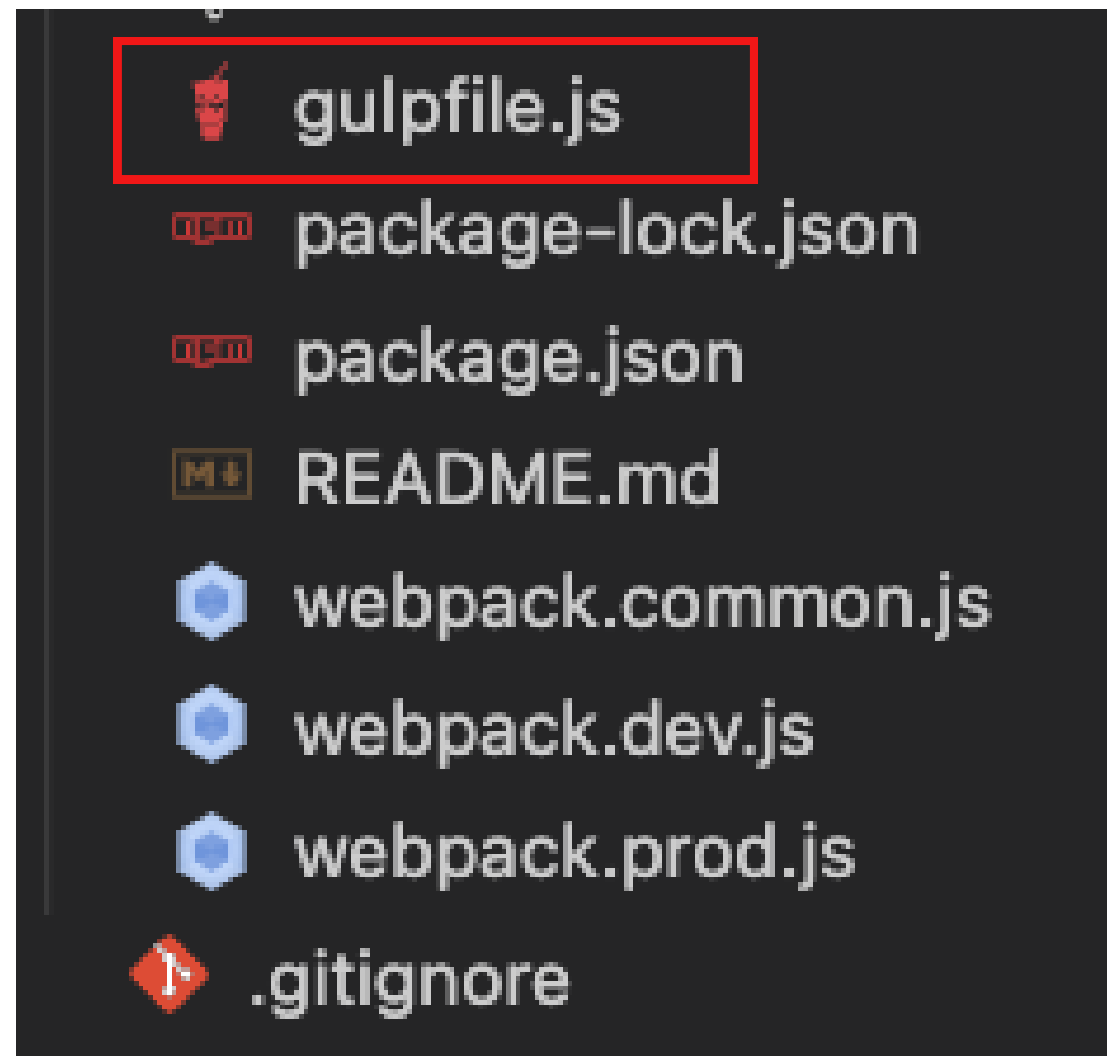 gulpfile.js
package-lock.json
package.json
README.md
webpack.common.js
webpack.dev.js
webpack.prod.js
.gitignore